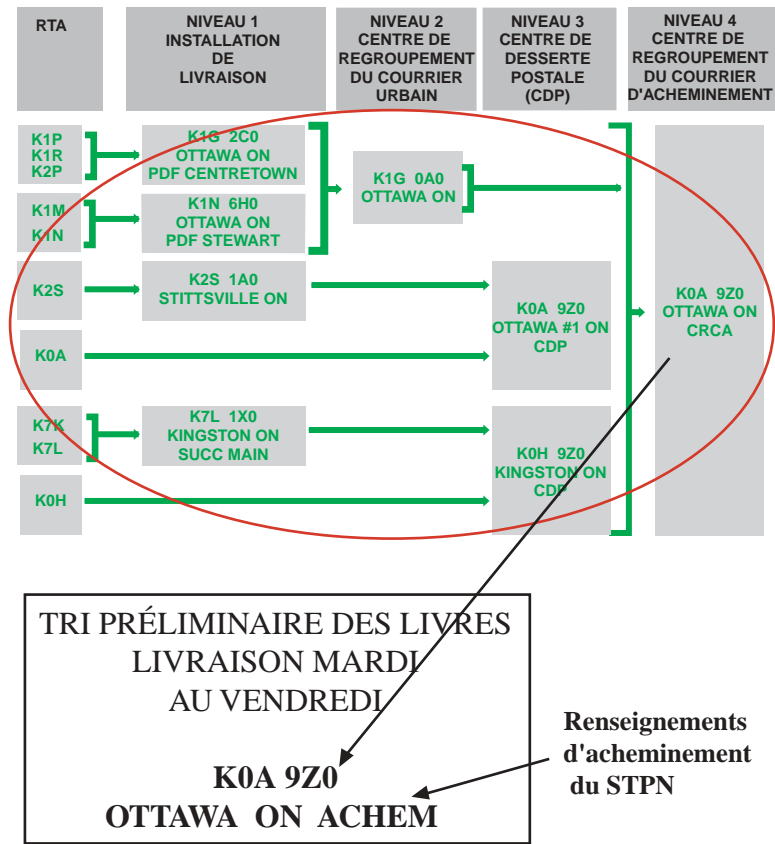 RTA
NIVEAU 1
INSTALLATION
DE
LIVRAISON
NIVEAU 2
CENTRE DE
REGROUPEMENT
DU COURRIER
URBAIN
NIVEAU 3
CENTRE DE
DESSERTE
POSTALE
(CDP)
NIVEAU 4
CENTRE DE
REGROUPEMENT
DU COURRIER
D'ACHEMINEMENT
K1P
K1R
K2P
K1G 2C0
OTTAWA ON
PDF CENTRETOWN
K1M
K1N
K1N 6H0
OTTAWA ON
PDF STEWART
K1G 0A0
OTTAWA ON
K2S
K2S 1A0
STITTSVILLE ON
K0A
K0A 9Z0
OTTAWA #1 ON
CDP
K0A 9Z0
OTTAWA ON
CRCA
K7K
K7L
K7L 1X0
KINGSTON ON
SUCC MAIN
K0H
K0H 9Z0
KINGSTON ON
CDP
TRI PRÉLIMINAIRE DES LIVRES
LIVRAISON MARDI
AU VENDREDI
K0A 9Z0
OTTAWA ON ACHEM
Renseignements
d'acheminement
du STPN